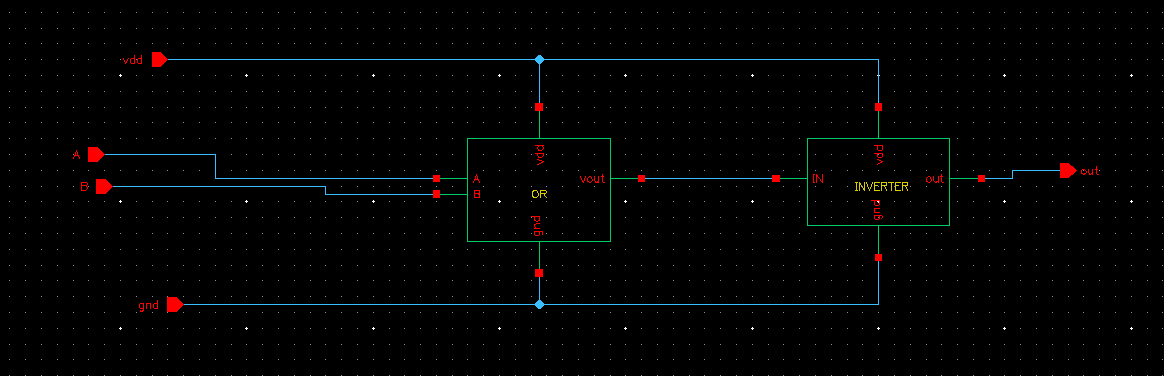 vdd
A
B
gnd
vdd
A
B
vout
OR
gnd
vdd
IN
out
INVERTER
gnd
out